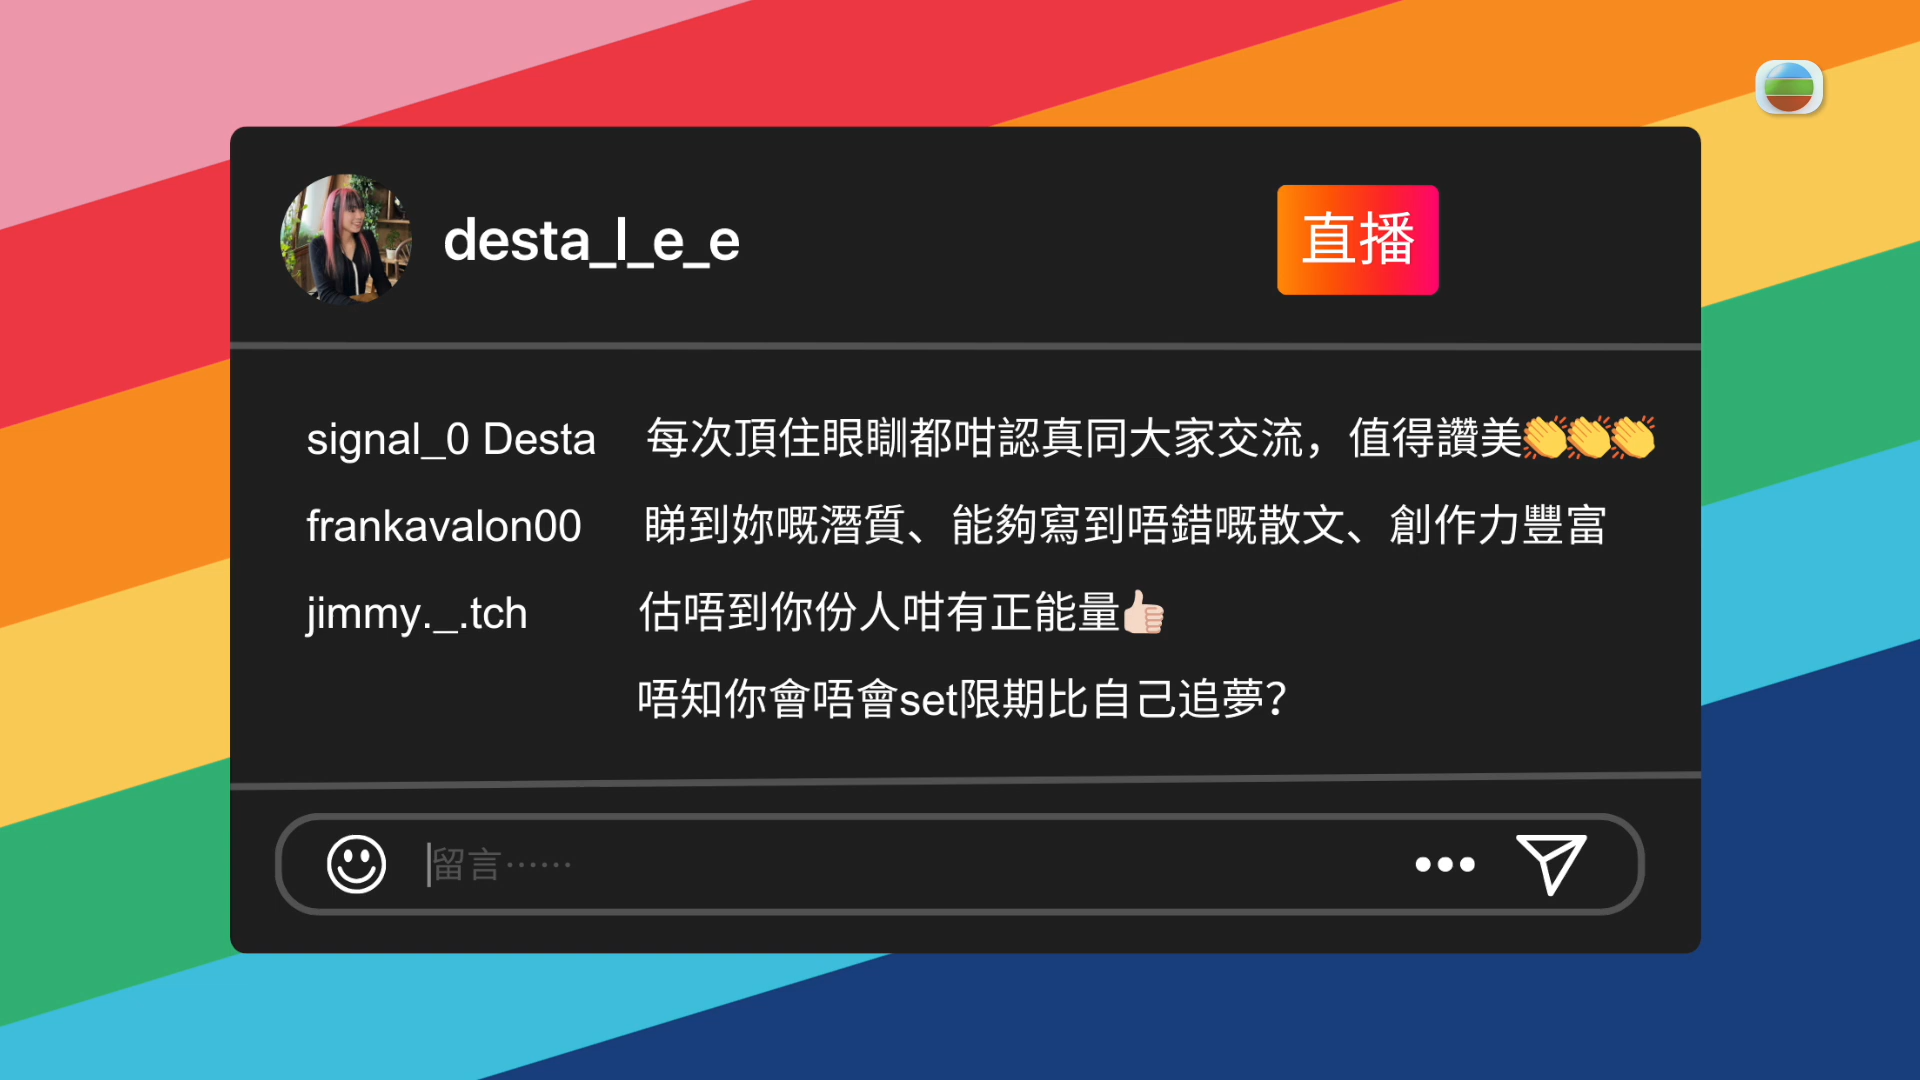 desta_l_e_e
直播
signal_0 Desta 每次頂住眼瞓都咁認真同大家交流，值得讚美👏👏👏
frankavalon00 睇到妳嘅潛質、能夠寫到唔錯嘅散文、創作力豐富
jimmy._.tch 估唔到你份人咁有正能量👍🏻
唔知你會唔會set限期比自己追夢？
留言······